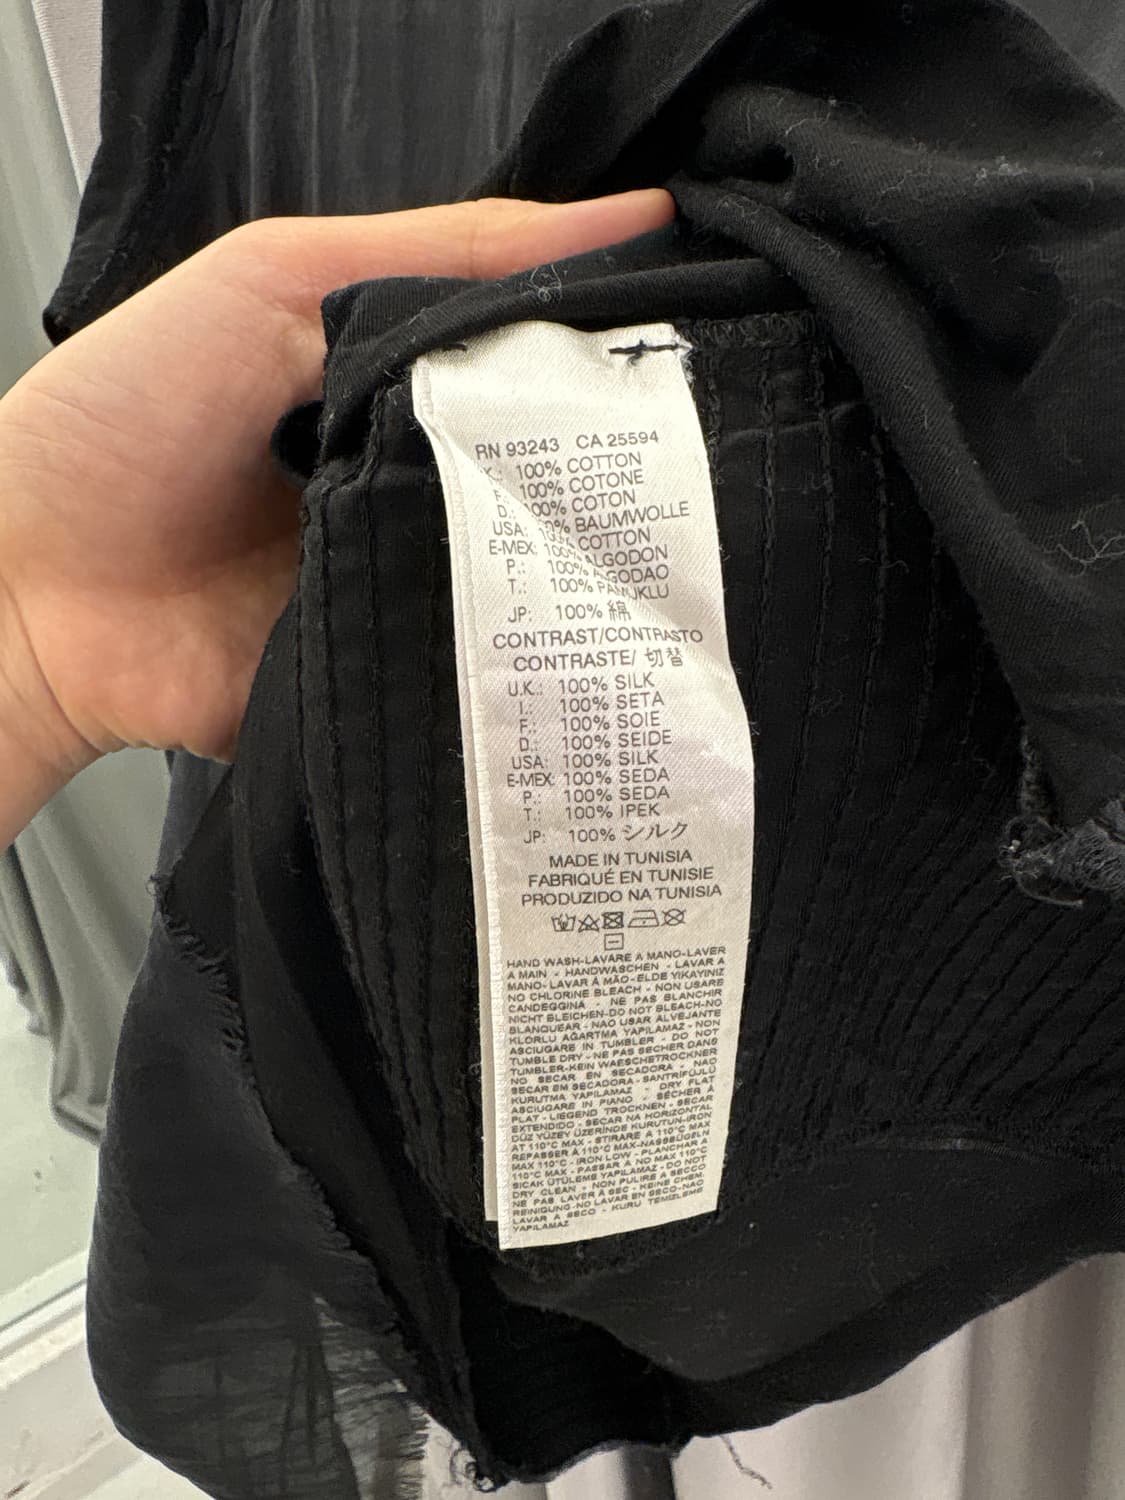 RN 93243 CA 25594
100% COTTON
F: 100% COTONE
D.: 100% COTON
USA: BAUMWOLLE
E-MEX: 100% COTTON
P.: 100% ALGODON
T.: 100% ALGODAO
100% PAMUKLU
JP: 100% 綿
CONTRAST/CONTRASTO
CONTRASTE/ 切替
U.K.: 100% SILK
I.: 100% SETA
F.: 100% SOIE
D.: 100% SEIDE
USA: 100% SILK
E-MEX: 100% SEDA
P.: 100% SEDA
T.: 100% IPEK
JP: 100% シルク
MADE IN TUNISIA
FABRIQUÉ EN TUNISIE
PRODUZIDO NA TUNISIA
HAND WASH-LAVARE A MANO-LAVER
A MAIN - HANDWASCHEN - LAVAR A
MANO- LAVAR À MÃO-ELDE YIKAYINIZ
NO CHLORINE BLEACH - NON USARE
CANDEGGINA - NE PAS BLANCHIR
NICHT BLEICHEN-DO NOT BLEACH-NO
BLANQUEAR - NAO USAR ALVEJANTE
KLORLU AĞARTMA YAPILAMAZ - NON
ASCIUGARE IN TUMBLER - DO NOT
TUMBLE DRY - NE PAS SECHER DANS
TUMBLER-KEIN WAESCHETROCKNER
NO SECAR EN SECADORA - NAO
SECAR EM SECADORA - SANTRİFÜJLÜ
KURUTMA YAPILAMAZ - DRY FLAT
ASCIUGARE IN PIANO - SÈCHER À
PLAT - LIEGEND TROCKNEN - SECAR
EXTENDIDO - SECAR NA HORIZONTAL
DÜZ YÜZEY ÜZERİNDE KURUTUN-IRON
AT 110°C MAX - STIRARE A 110°C MAX
REPASSER À 110°C MAX-NASSBÜGELN
MAX 110°C - IRON LOW - PLANCHAR A
110°C MAX - PASSAR À NO MAX 110°C
SICAK ÜTÜLEME YAPILAMAZ - DO NOT
DRY CLEAN - NON PULIRE A SECCO
NE PAS LAVER À SEC - KEINE CHEM.
REINIGUNG-NO LAVAR EN SECO-NAO
LAVAR A SECO - KURU TEMIZLEME
YAPILAMAZ